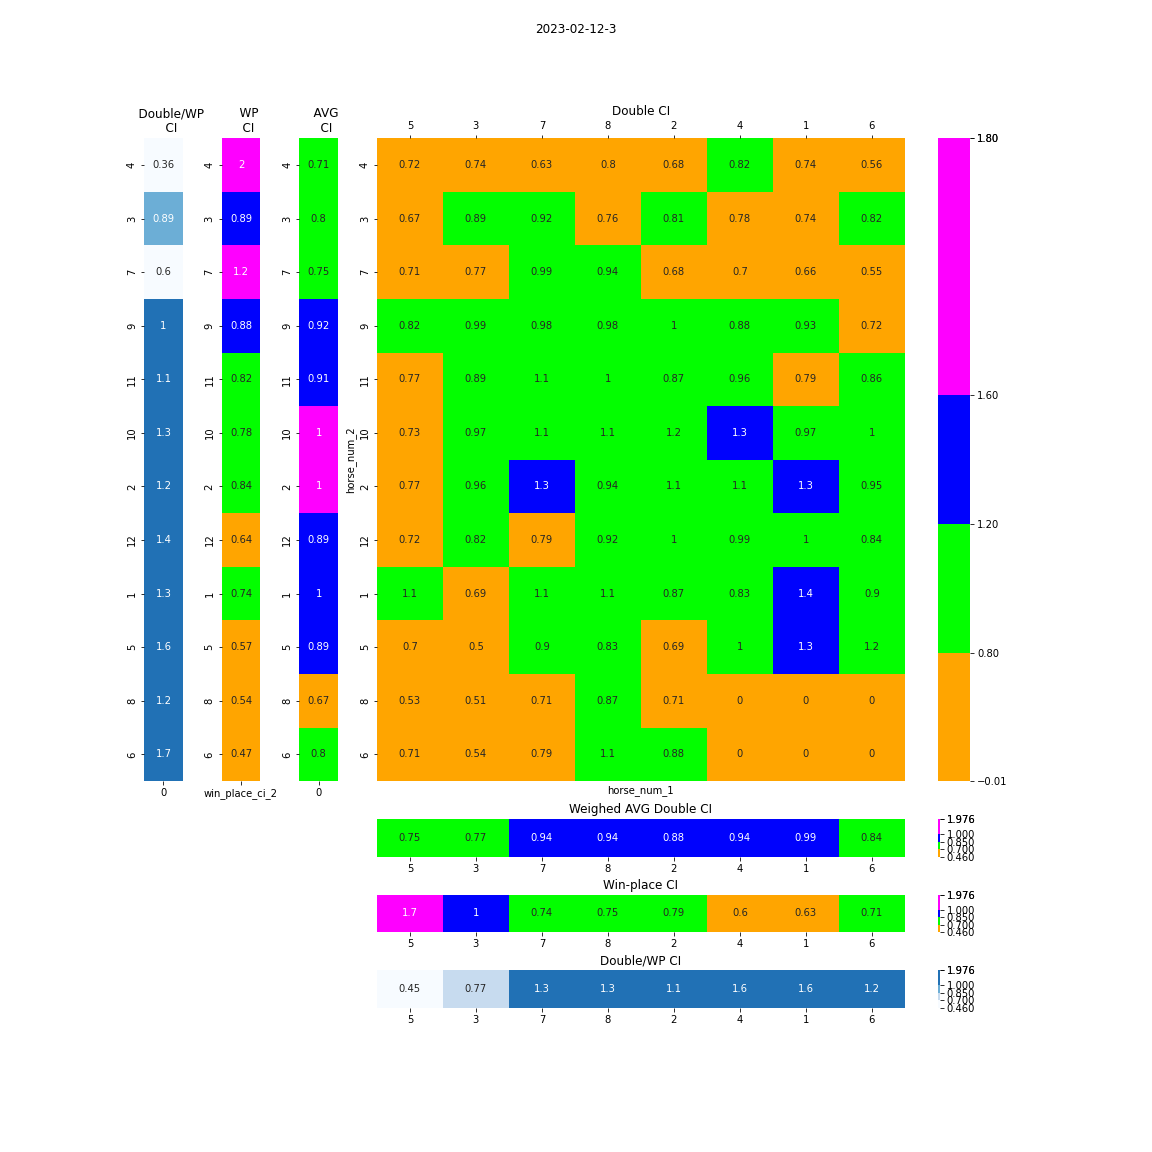 2023-02-12-3
Double/WP CI
WP CI
AVG CI
Double CI
5 3 7 8 2 4 1 6
4 0.36 4 2 4 0.71 4 0.72 0.74 0.63 0.8 0.68 0.82 0.74 0.56
3 0.89 3 0.89 3 0.8 3 0.67 0.89 0.92 0.76 0.81 0.78 0.74 0.82
7 0.6 7 1.2 7 0.75 7 0.71 0.77 0.99 0.94 0.68 0.7 0.66 0.55
9 1 9 0.88 9 0.92 9 0.82 0.99 0.98 0.98 1 0.88 0.93 0.72
11 1.1 11 0.82 11 0.91 11 0.77 0.89 1.1 1 0.87 0.96 0.79 0.86
10 1.3 10 0.78 10 1 10 0.73 0.97 1.1 1.1 1.2 1.3 0.97 1
2 1.2 2 0.84 2 1 2 0.77 0.96 1.3 0.94 1.1 1.1 1.3 0.95
12 1.4 12 0.64 12 0.89 12 0.72 0.82 0.79 0.92 1 0.99 1 0.84
1 1.3 1 0.74 1 1 1 1.1 0.69 1.1 1.1 0.87 0.83 1.4 0.9
5 1.6 5 0.57 5 0.89 5 0.7 0.5 0.9 0.83 0.69 1 1.3 1.2
8 1.2 8 0.54 8 0.67 8 0.53 0.51 0.71 0.87 0.71 0 0 0
6 1.7 6 0.47 6 0.8 6 0.71 0.54 0.79 1.1 0.88 0 0 0
horse_num_2
0 win_place_ci_2 0 horse_num_1
1.80
1.60
1.20
0.80
−0.01
Weighed AVG Double CI
0.75 0.77 0.94 0.94 0.88 0.94 0.99 0.84
5 3 7 8 2 4 1 6
1.976
1.000
0.850
0.700
0.460
Win-place CI
1.7 1 0.74 0.75 0.79 0.6 0.63 0.71
5 3 7 8 2 4 1 6
1.976
1.000
0.850
0.700
0.460
Double/WP CI
0.45 0.77 1.3 1.3 1.1 1.6 1.6 1.2
5 3 7 8 2 4 1 6
1.976
1.000
0.850
0.700
0.460